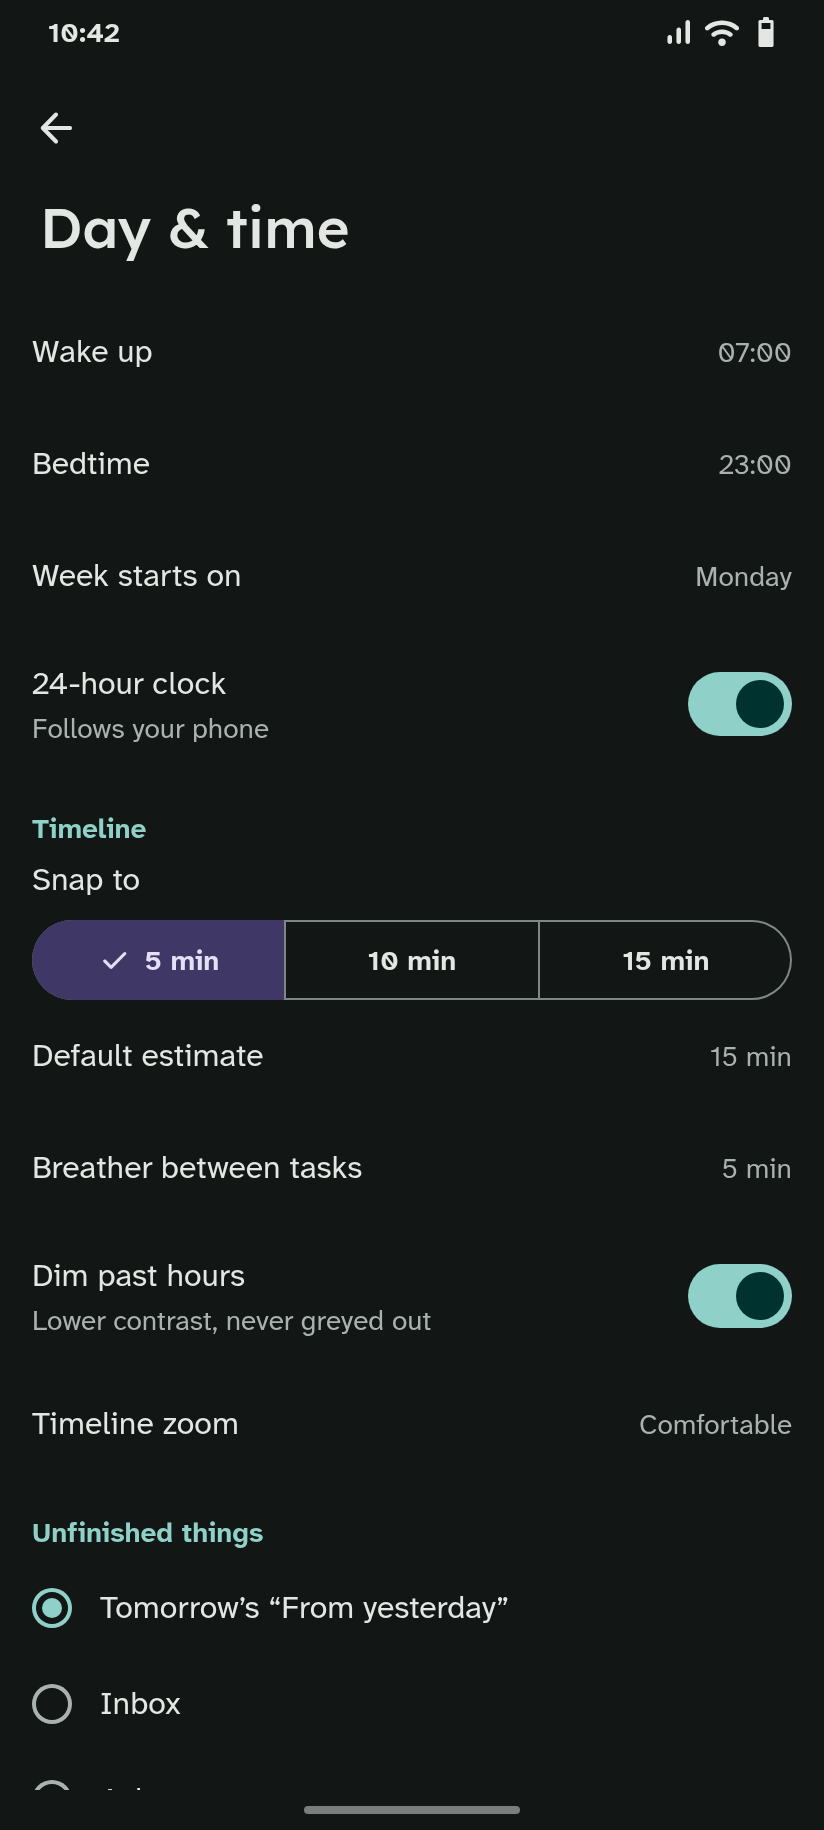 10:42
Day & time
Wake up 07:00
Bedtime 23:00
Week starts on Monday
24-hour clock
Follows your phone
Timeline
Snap to
5 min 10 min 15 min
Default estimate 15 min
Breather between tasks 5 min
Dim past hours
Lower contrast, never greyed out
Timeline zoom Comfortable
Unfinished things
Tomorrow’s “From yesterday”
Inbox